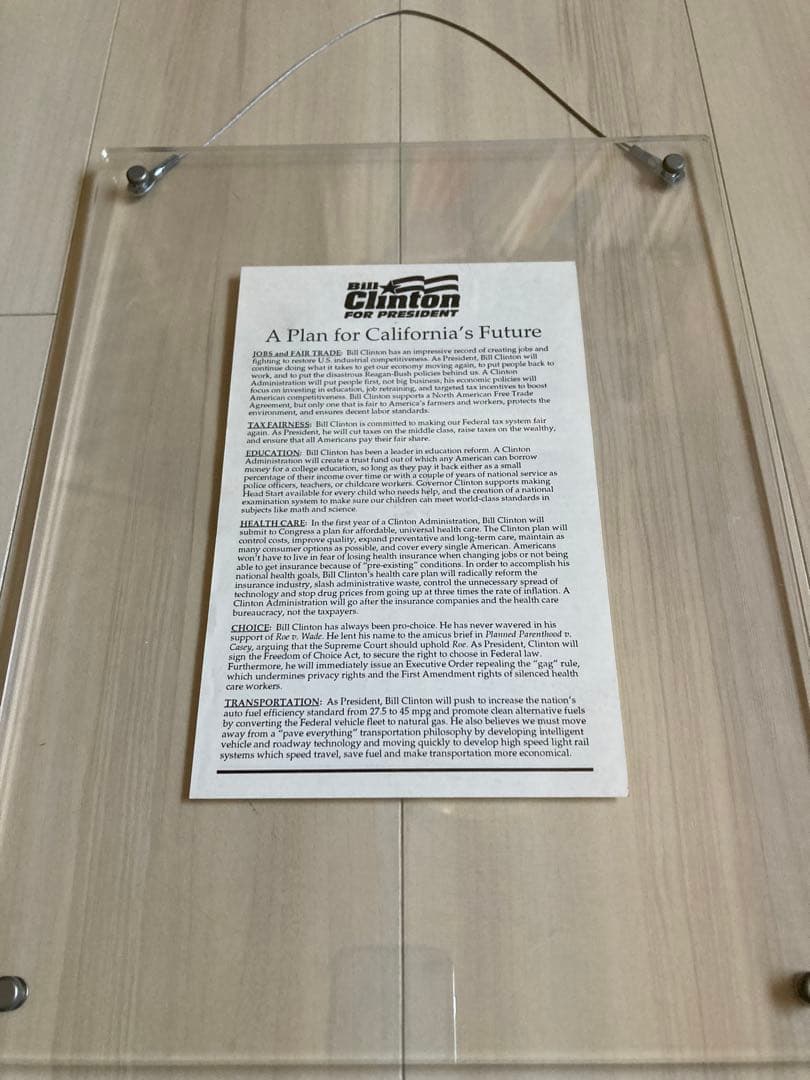 Bill
Clinton
FOR PRESIDENT
A Plan for California's Future
JOBS and FAIR TRADE: Bill Clinton has an impressive record of creating jobs and
fighting to restore U.S. industrial competitiveness. As President, Bill Clinton will
continue doing what it takes to get our economy moving again, to put people back to
work, and to put the disastrous Reagan-Bush policies behind us. A Clinton
Administration will put people first, not big business, his economic policies will
focus on investing in education, job retraining, and targeted tax incentives to boost
American competitiveness. Bill Clinton supports a North American Free Trade
Agreement, but only one that is fair to America's farmers and workers, protects the
environment, and ensures decent labor standards.
TAX FAIRNESS: Bill Clinton is committed to making our Federal tax system fair
again. As President, he will cut taxes on the middle class, raise taxes on the wealthy,
and ensure that all Americans pay their fair share.
EDUCATION: Bill Clinton has been a leader in education reform. A Clinton
Administration will create a trust fund out of which any American can borrow
money for a college education, so long as they pay it back either as a small
percentage of their income over time or with a couple of years of national service as
police officers, teachers, or childcare workers. Governor Clinton supports making
Head Start available for every child who needs help, and the creation of a national
examination system to make sure our children can meet world-class standards in
subjects like math and science.
HEALTH CARE: In the first year of a Clinton Administration, Bill Clinton will
submit to Congress a plan for affordable, universal health care. The Clinton plan will
control costs, improve quality, expand preventative and long-term care, maintain as
many consumer options as possible, and cover every single American. Americans
won't have to live in fear of losing health insurance when changing jobs or not being
able to get insurance because of "pre-existing" conditions. In order to accomplish his
national health goals, Bill Clinton's health care plan will radically reform the
insurance industry, slash administrative waste, control the unnecessary spread of
technology and stop drug prices from going up at three times the rate of inflation. A
Clinton Administration will go after the insurance companies and the health care
bureaucracy, not the taxpayers.
CHOICE: Bill Clinton has always been pro-choice. He has never wavered in his
support of Roe v. Wade. He lent his name to the amicus brief in Planned Parenthood v.
Casey, arguing that the Supreme Court should uphold Roe. As President, Clinton will
sign the Freedom of Choice Act, to secure the right to choose in Federal law.
Furthermore, he will immediately issue an Executive Order repealing the "gag" rule,
which undermines privacy rights and the First Amendment rights of silenced health
care workers.
TRANSPORTATION: As President, Bill Clinton will push to increase the nation's
auto fuel efficiency standard from 27.5 to 45 mpg and promote clean alternative fuels
by converting the Federal vehicle fleet to natural gas. He also believes we must move
away from a "pave everything" transportation philosophy by developing intelligent
vehicle and roadway technology and moving quickly to develop high speed light rail
systems which speed travel, save fuel and make transportation more economical.